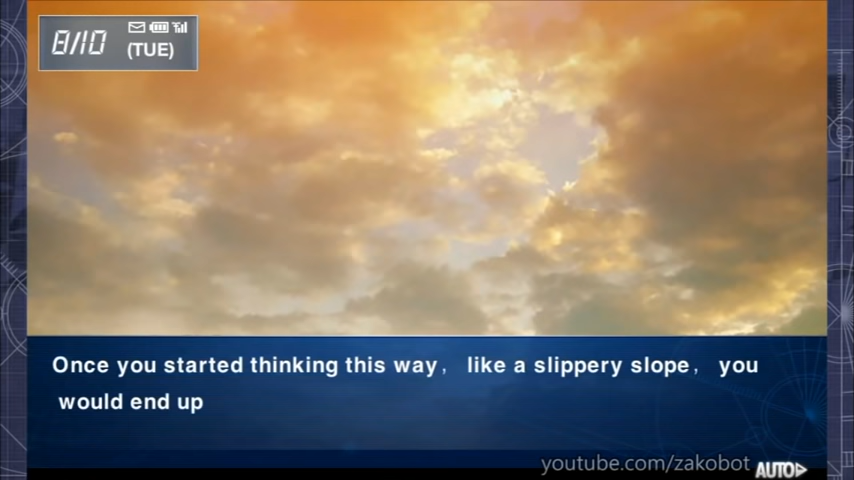 8/10
(TUE)
Once you started thinking this way, like a slippery slope, you
would end up
youtube.com/zakobot
AUTO